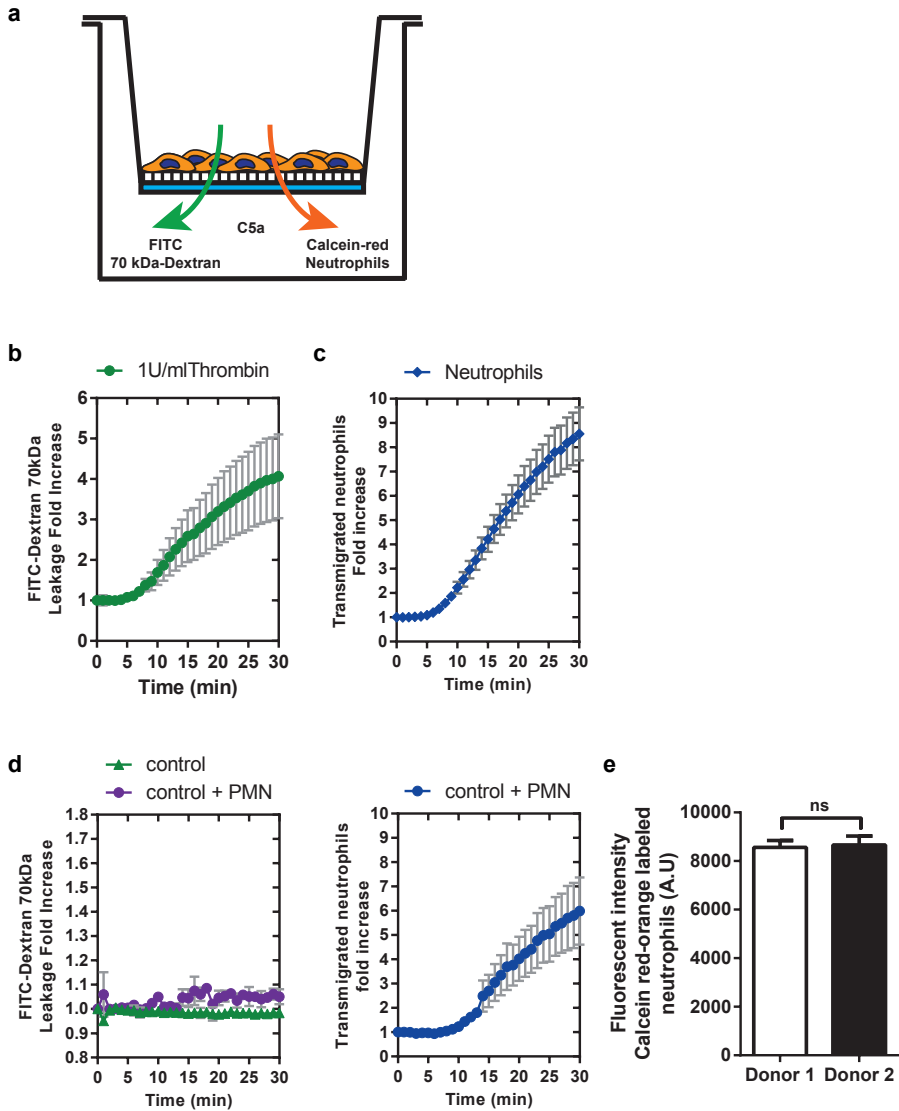 a
C5a
FITC
70 kDa-Dextran
Calcein-red
Neutrophils
b
1U/mlThrombin
FITC-Dextran 70kDa
Leakage Fold Increase
6
5
4
3
2
1
0
0 5 10 15 20 25 30
Time (min)
c
Neutrophils
Transmigrated neutrophils
Fold increase
10
9
8
7
6
5
4
3
2
1
0
0 5 10 15 20 25 30
Time (min)
d
control
control + PMN
FITC-Dextran 70kDa
Leakage Fold Increase
1.8
1.7
1.6
1.5
1.4
1.3
1.2
1.1
1.0
0.9
0.8
0 5 10 15 20 25 30
Time (min)
control + PMN
Transmigrated neutrophils
fold increase
10
8
6
4
2
0
0 5 10 15 20 25 30
Time (min)
e
Fluorescent intensity
Calcein red-orange labeled
neutrophils (A.U)
10000
8000
6000
4000
2000
0
ns
Donor 1 Donor 2